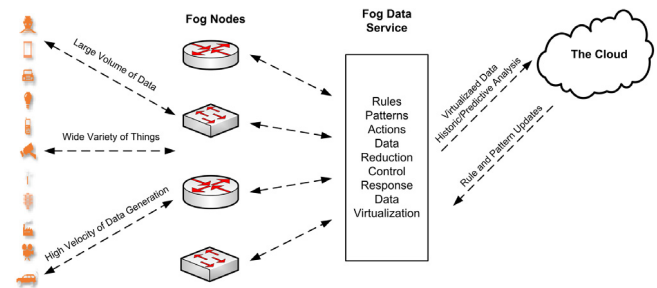 Fog Nodes
Fog Data
Service
The Cloud
Large Volume of Data
Wide Variety of Things
High Velocity of Data Generation
Rules
Patterns
Actions
Data
Reduction
Control
Response
Data
Virtualization
Virtualizaed Data
Historic/Predictive Analysis
Rule and Pattern Updates